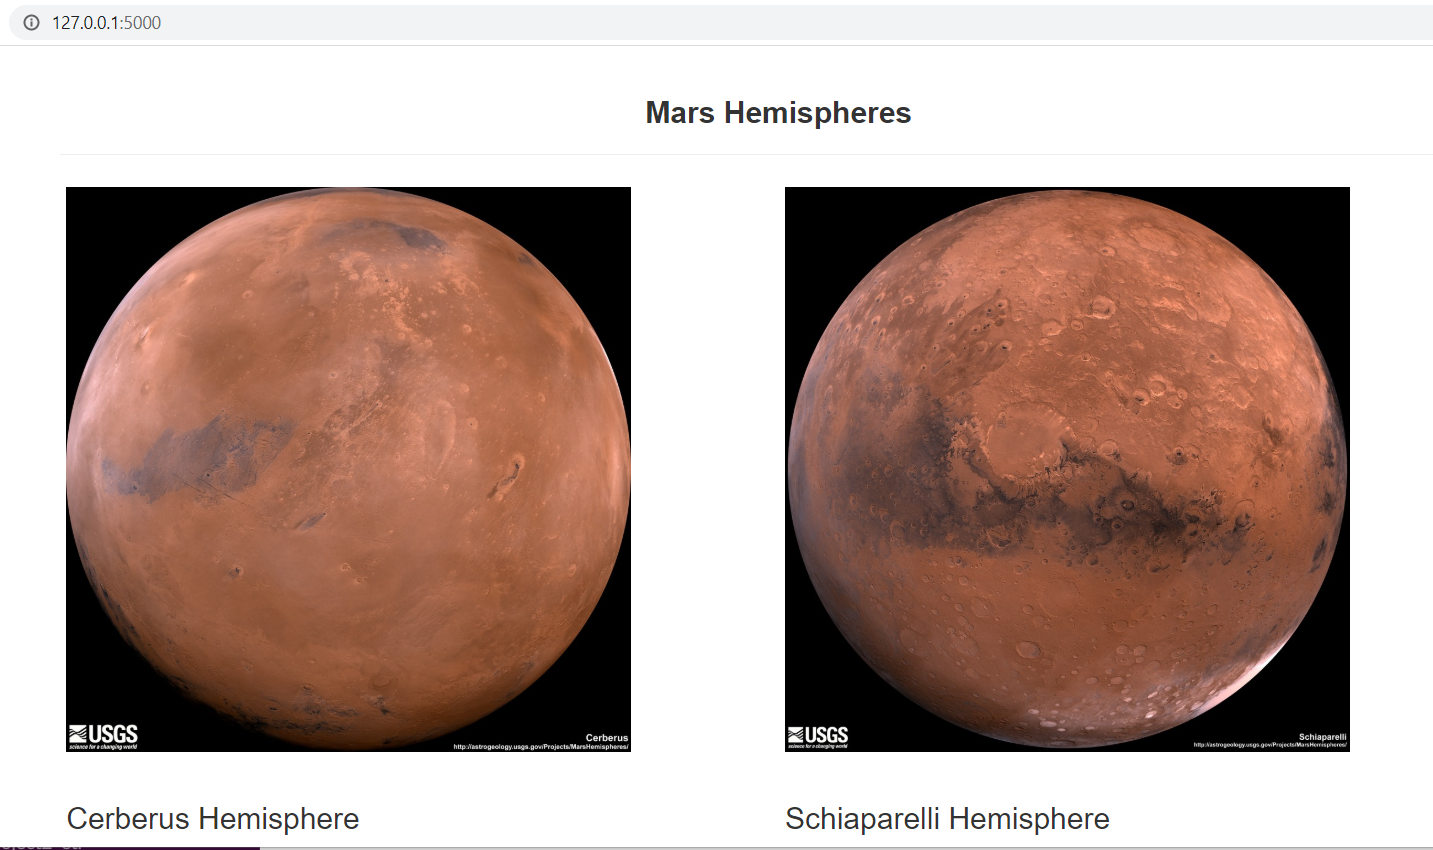 127.0.0.1:5000
Mars Hemispheres
USGS
science for a changing world
Cerberus
http://astrogeology.usgs.gov/Projects/MarsHemispheres/
USGS
science for a changing world
Schiaparelli
http://astrogeology.usgs.gov/Projects/MarsHemispheres/
Cerberus Hemisphere
Schiaparelli Hemisphere